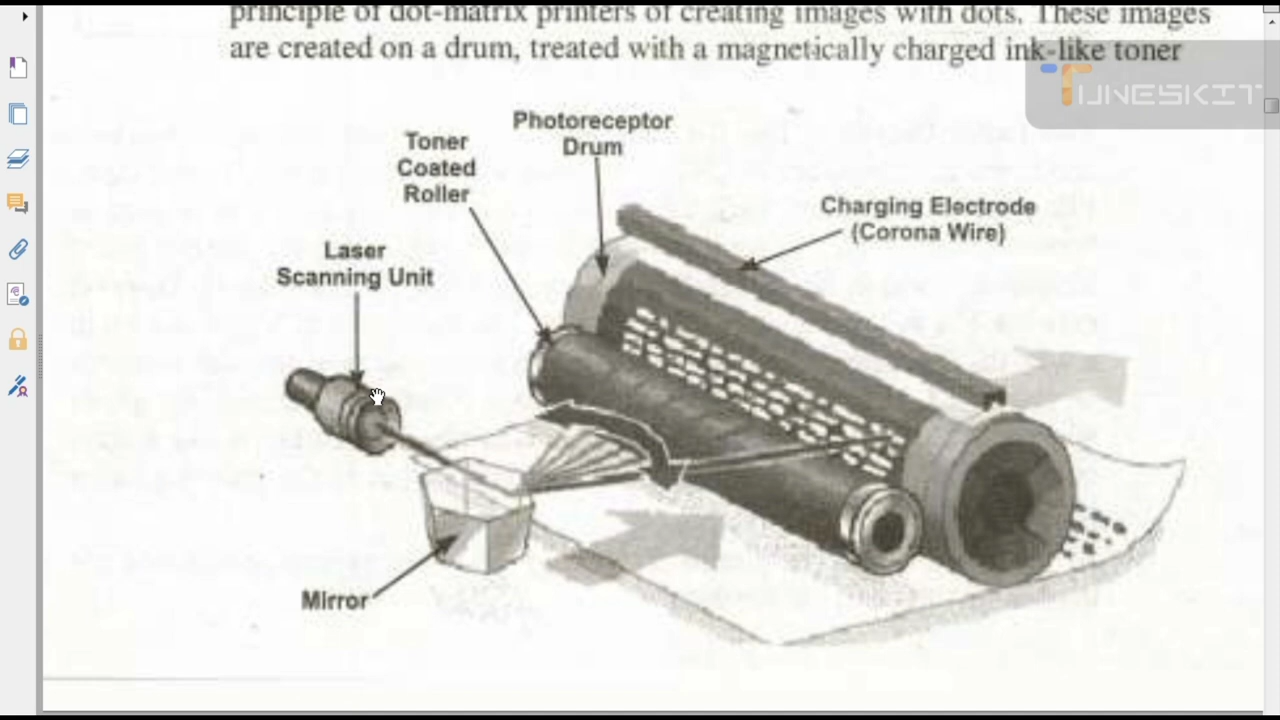 principle of dot-matrix printers of creating images with dots. These images
are created on a drum, treated with a magnetically charged ink-like toner
TUNESKIT
Photoreceptor
Drum
Toner
Coated
Roller
Charging Electrode
(Corona Wire)
Laser
Scanning Unit
Mirror